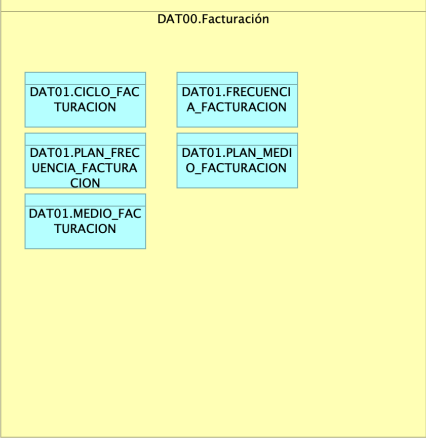 DAT00.Facturación
DAT01.CICLO_FAC
TURACION
DAT01.FRECUENCI
A_FACTURACION
DAT01.PLAN_FREC
UENCIA_FACTURA
CION
DAT01.PLAN_MEDI
O_FACTURACION
DAT01.MEDIO_FAC
TURACION